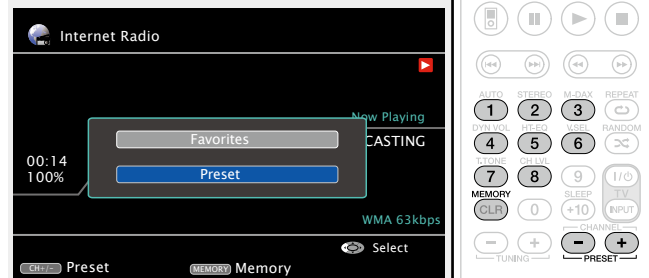 Internet Radio
Now Playing
CASTING
Favorites
Preset
00:14
100%
WMA 63kbps
Select
CH+/– Preset
MEMORY Memory
AUTO STEREO M-DAX REPEAT
1 2 3
DYN VOL HT-EQ V.SEL RANDOM
4 5 6
T.TONE CH LVL
7 8 9
MEMORY SLEEP TV
CLR 0 +10 INPUT
CHANNEL
– + – +
TUNING PRESET